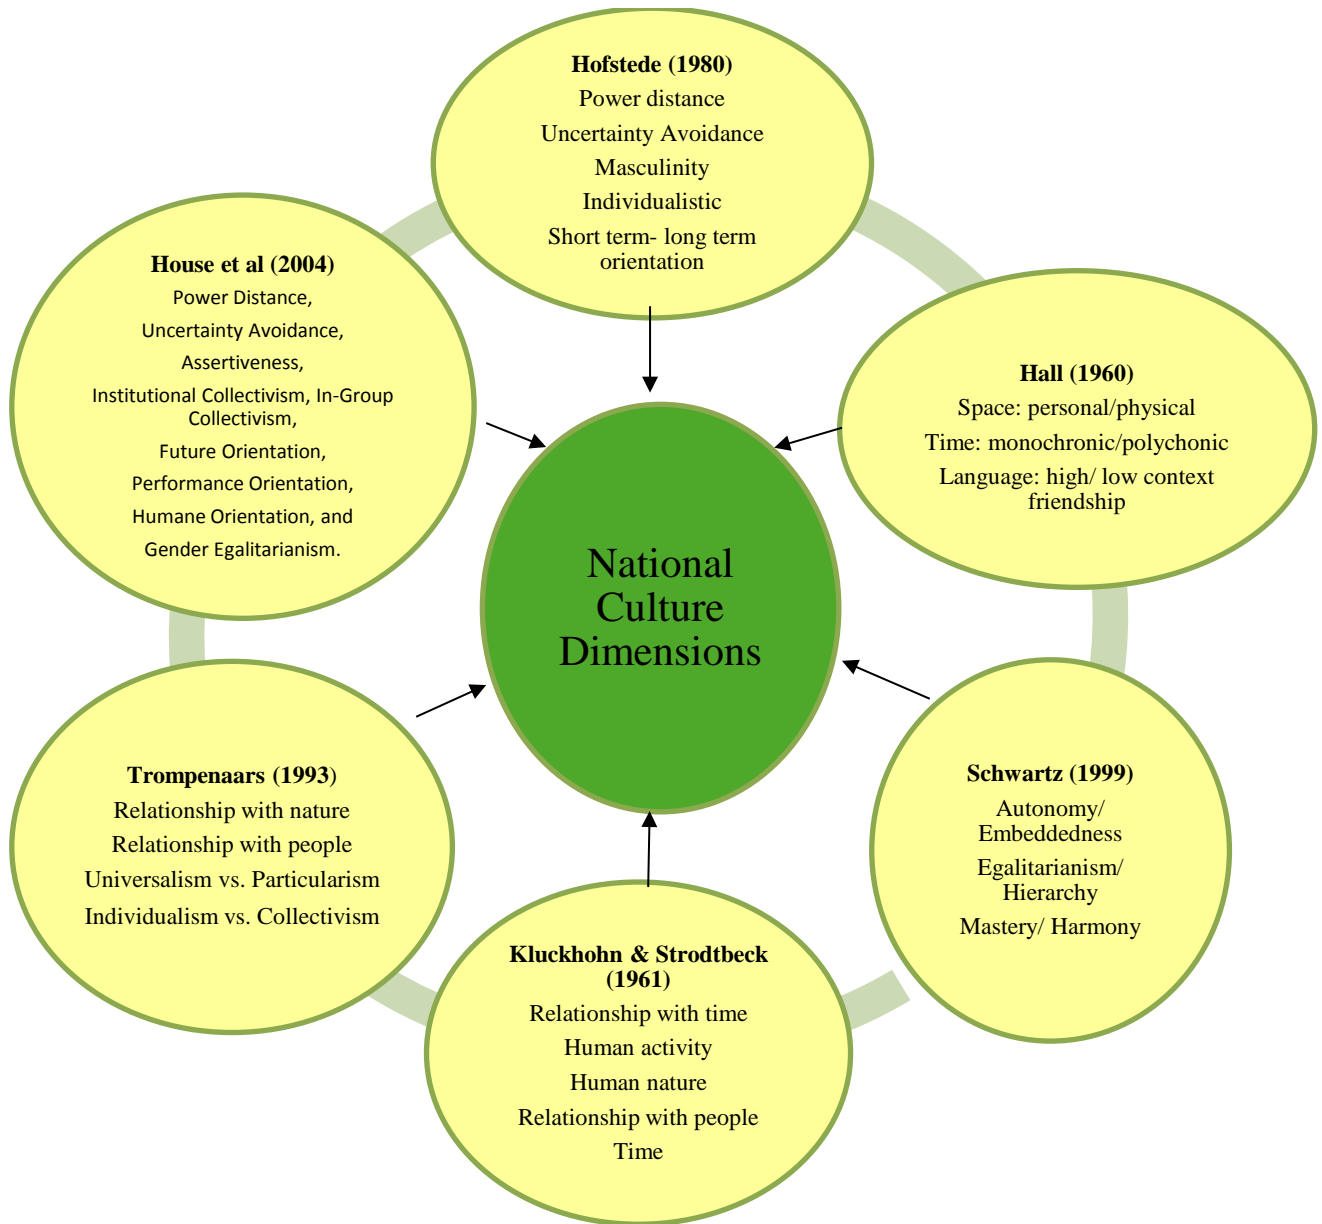 Hofstede (1980)
Power distance
Uncertainty Avoidance
Masculinity
Individualistic
Short term- long term
orientation
House et al (2004)
Power Distance,
Uncertainty Avoidance,
Assertiveness,
Institutional Collectivism, In-Group
Collectivism,
Future Orientation,
Performance Orientation,
Humane Orientation, and
Gender Egalitarianism.
Hall (1960)
Space: personal/physical
Time: monochronic/polychonic
Language: high/ low context
friendship
National
Culture
Dimensions
Trompenaars (1993)
Relationship with nature
Relationship with people
Universalism vs. Particularism
Individualism vs. Collectivism
Schwartz (1999)
Autonomy/
Embeddedness
Egalitarianism/
Hierarchy
Mastery/ Harmony
Kluckhohn & Strodtbeck
(1961)
Relationship with time
Human activity
Human nature
Relationship with people
Time